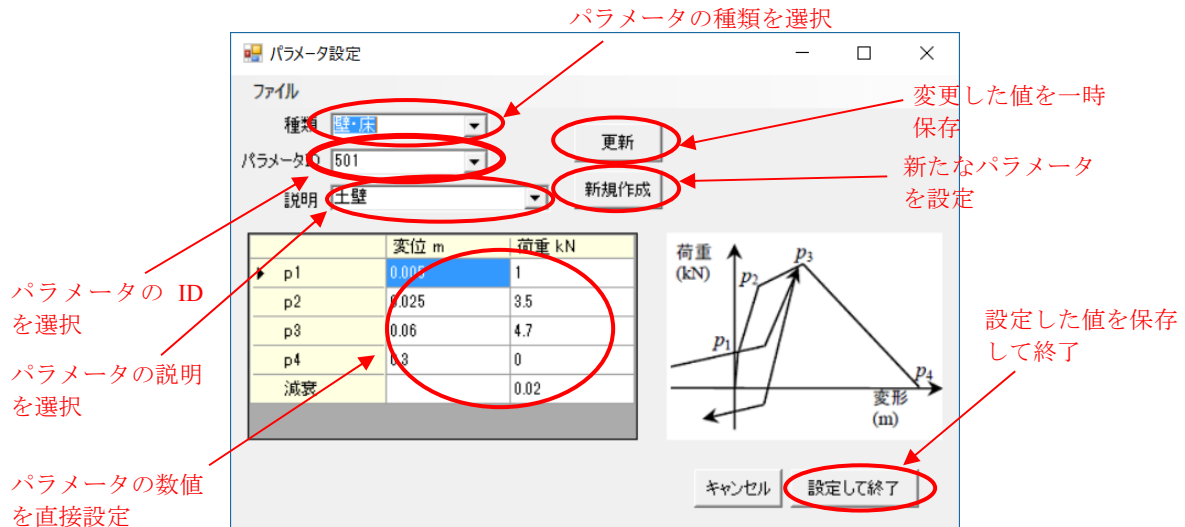 パラメータの種類を選択
パラメータ設定
ファイル
種類 壁・床
更新
変更した値を一時
保存
パラメータID 501
新たなパラメータ
を設定
説明 土壁
新規作成
変位 m 荷重 kN
p1 0.005 1
p2 0.025 3.5
p3 0.06 4.7
p4 0.3 0
減衰 0.02
荷重
(kN)
p3
p2
p1
p4
変形
(m)
パラメータの ID
を選択
設定した値を保存
して終了
パラメータの説明
を選択
パラメータの数値
を直接設定
キャンセル 設定して終了